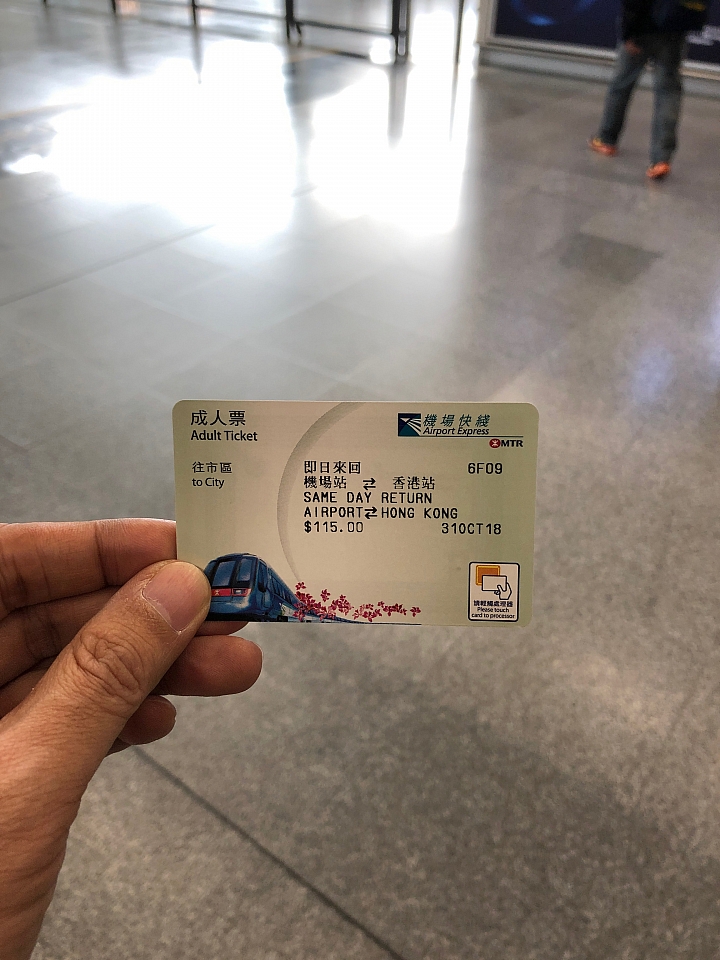 成人票
Adult Ticket
機場快綫
Airport Express
MTR
往市區
to City
即日來回 6F09
機場站 ⇄ 香港站
SAME DAY RETURN
AIRPORT⇄HONG KONG
$115.00 31OCT18
請輕觸處理器
Please touch
card to processor